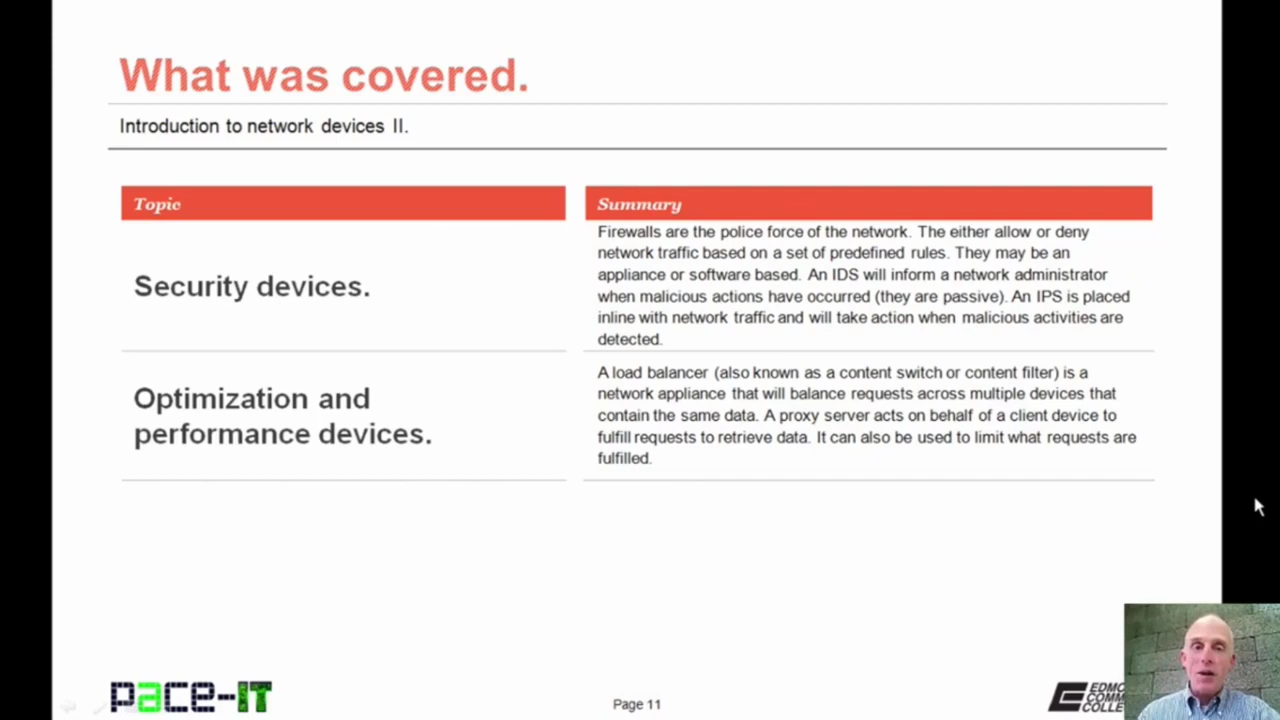 What was covered.
Introduction to network devices II.
Topic
Summary
Security devices.
Firewalls are the police force of the network. The either allow or deny
network traffic based on a set of predefined rules. They may be an
appliance or software based. An IDS will inform a network administrator
when malicious actions have occurred (they are passive). An IPS is placed
inline with network traffic and will take action when malicious activities are
detected.
Optimization and
performance devices.
A load balancer (also known as a content switch or content filter) is a
network appliance that will balance requests across multiple devices that
contain the same data. A proxy server acts on behalf of a client device to
fulfill requests to retrieve data. It can also be used to limit what requests are
fulfilled.
pace-IT
Page 11